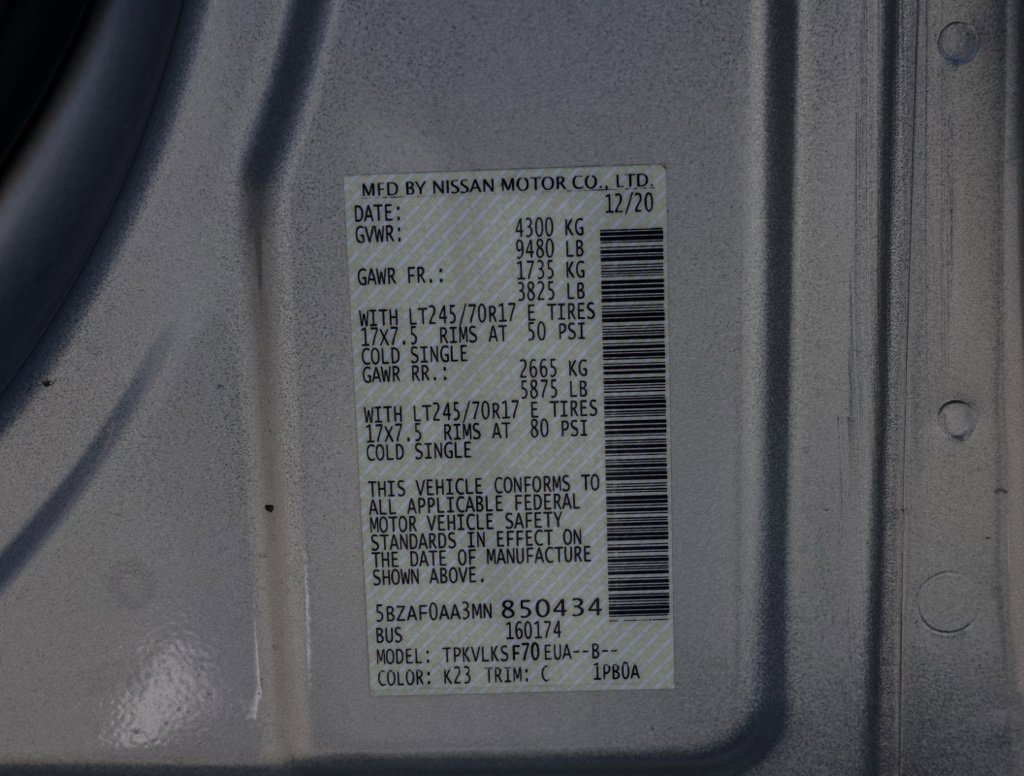 MFD BY NISSAN MOTOR CO., LTD.
DATE: 12/20
GVWR: 4300 KG
9480 LB
GAWR FR.: 1735 KG
3825 LB
WITH LT245/70R17 E TIRES
17X7.5 RIMS AT 50 PSI
COLD SINGLE
GAWR RR.: 2665 KG
5875 LB
WITH LT245/70R17 E TIRES
17X7.5 RIMS AT 80 PSI
COLD SINGLE
THIS VEHICLE CONFORMS TO
ALL APPLICABLE FEDERAL
MOTOR VEHICLE SAFETY
STANDARDS IN EFFECT ON
THE DATE OF MANUFACTURE
SHOWN ABOVE.
5BZAF0AA3MN 850434
BUS 160174
MODEL: TPKVLKSF70EUA--B--
COLOR: K23 TRIM: C 1PB0A